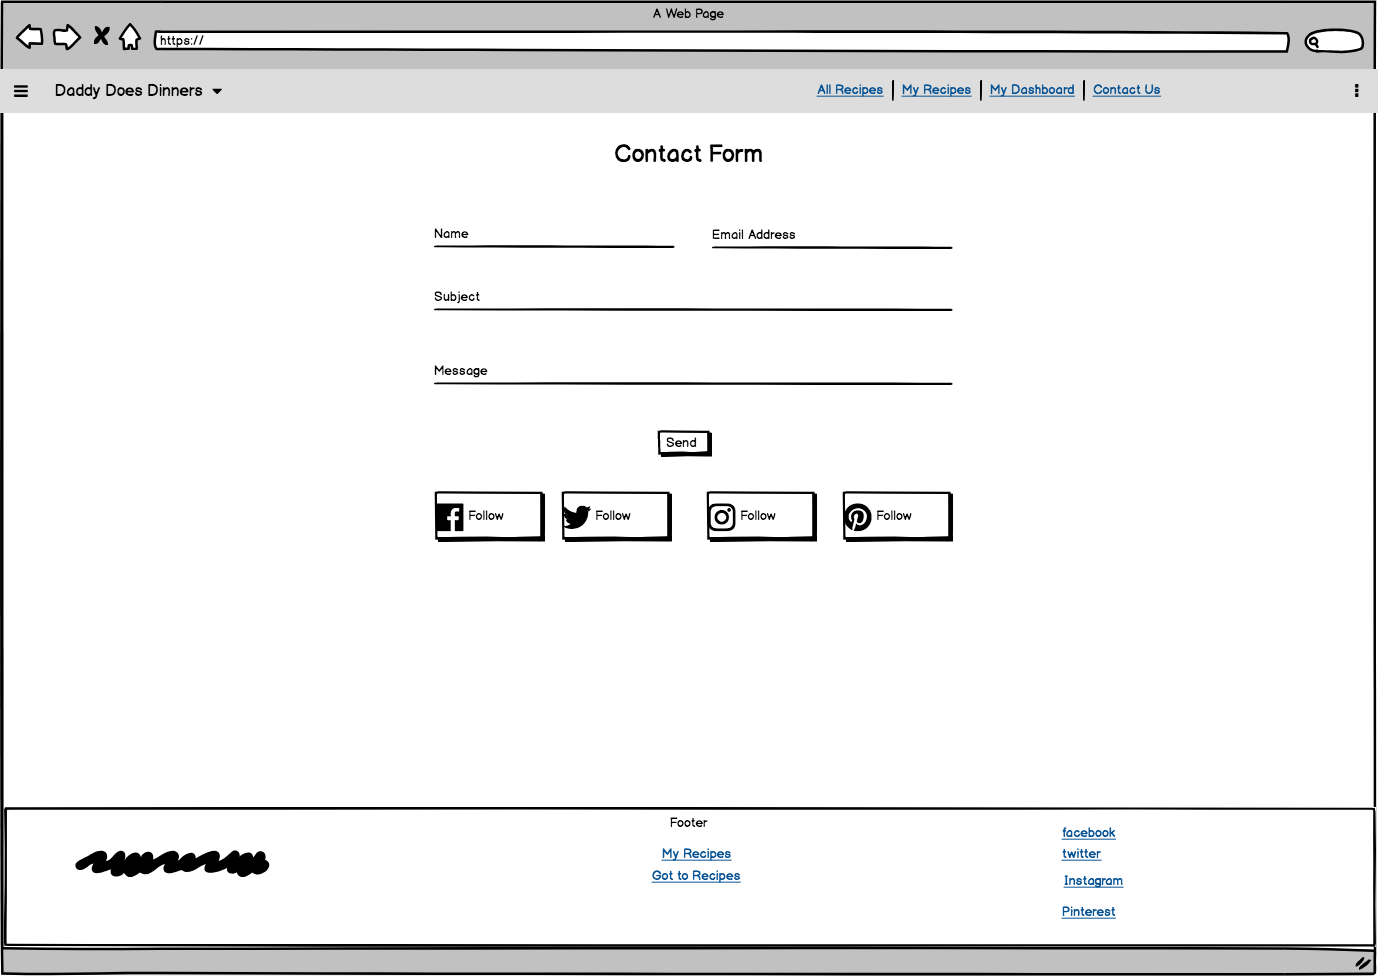 A Web Page
https://
Daddy Does Dinners
All Recipes
My Recipes
My Dashboard
Contact Us
Contact Form
Name
Email Address
Subject
Message
Send
Follow
Follow
Follow
Follow
Footer
My Recipes
Got to Recipes
facebook
twitter
Instagram
Pinterest